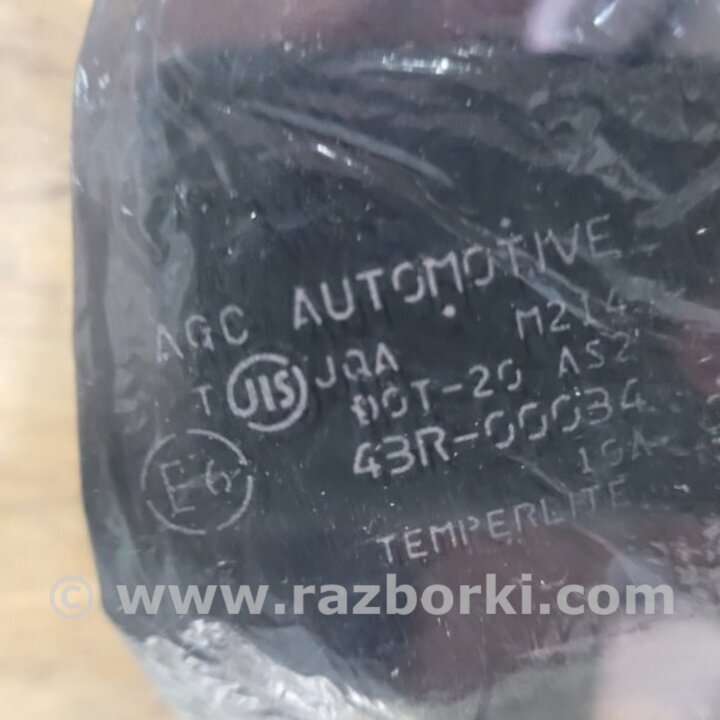 AGC AUTOMOTIVE
M214
T JIS JQA
DOT-20 AS2
43R-00034
E6
TEMPERLITE
© www.razborki.com